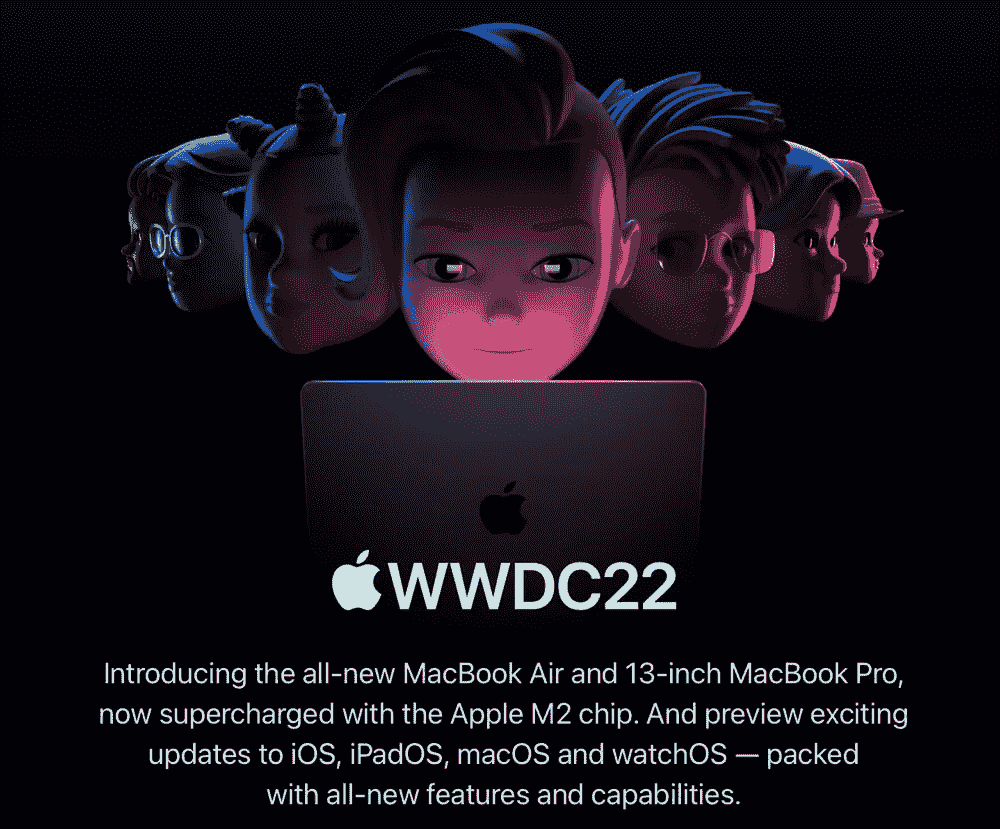 WWDC22
Introducing the all-new MacBook Air and 13-inch MacBook Pro,
now supercharged with the Apple M2 chip. And preview exciting
updates to iOS, iPadOS, macOS and watchOS — packed
with all-new features and capabilities.